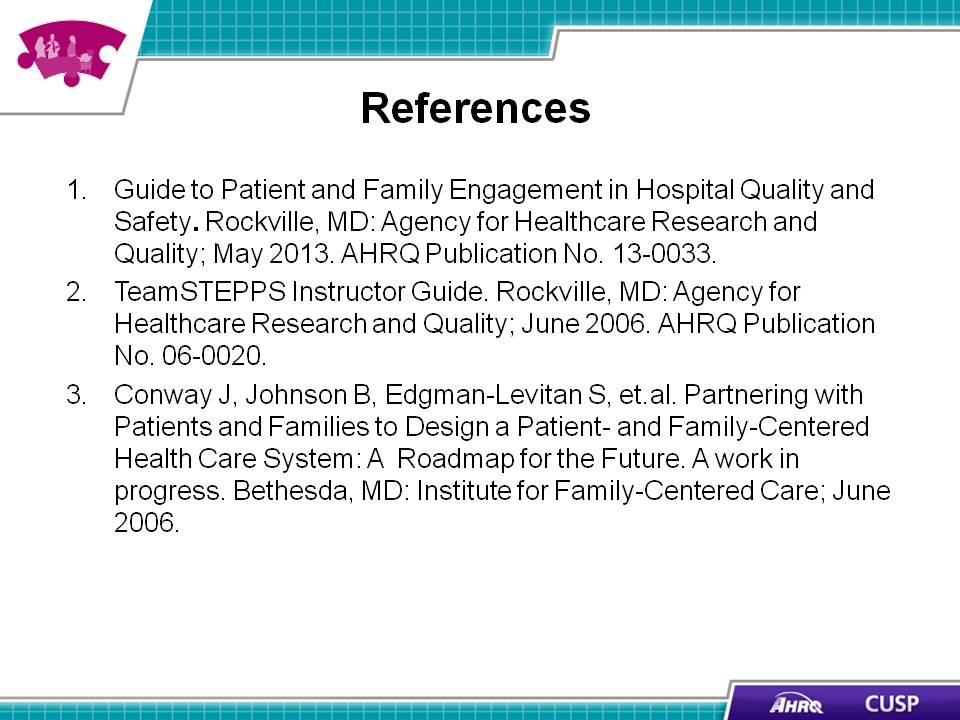 References
1. Guide to Patient and Family Engagement in Hospital Quality and
Safety. Rockville, MD: Agency for Healthcare Research and
Quality; May 2013. AHRQ Publication No. 13-0033.
2. TeamSTEPPS Instructor Guide. Rockville, MD: Agency for
Healthcare Research and Quality; June 2006. AHRQ Publication
No. 06-0020.
3. Conway J, Johnson B, Edgman-Levitan S, et.al. Partnering with
Patients and Families to Design a Patient- and Family-Centered
Health Care System: A  Roadmap for the Future. A work in
progress. Bethesda, MD: Institute for Family-Centered Care; June
2006.
AHRQ CUSP